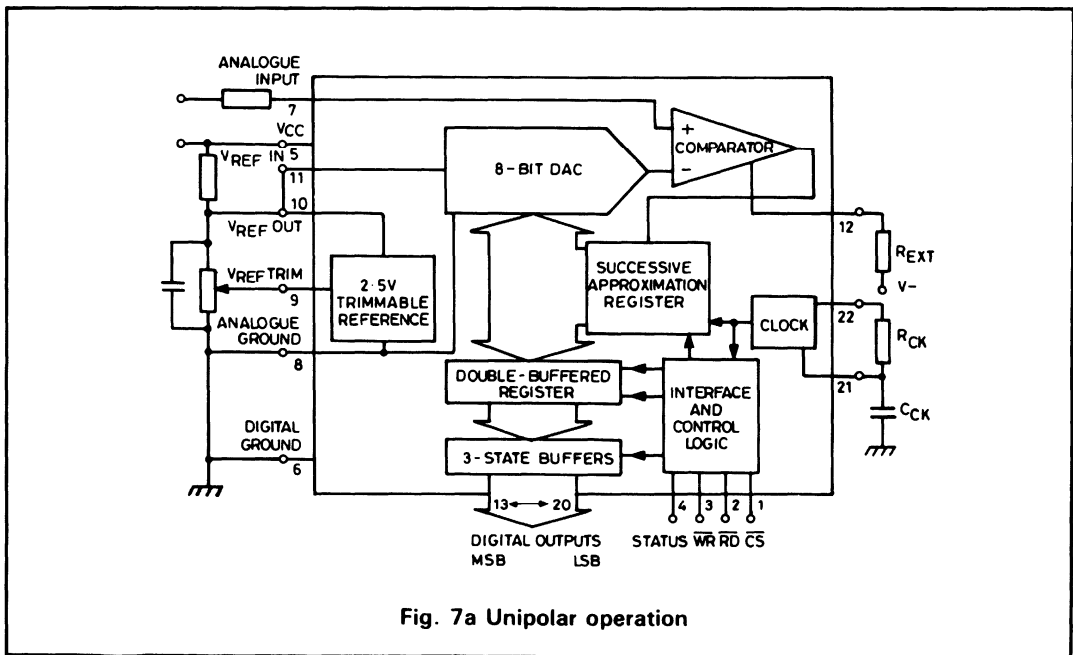 ANALOGUE
INPUT
7
VCC
5
VREF IN
11
10
VREF OUT
VREF TRIM
9
ANALOGUE
GROUND
8
DIGITAL
GROUND
6
8-BIT DAC
+
COMPARATOR
−
2·5V
TRIMMABLE
REFERENCE
SUCCESSIVE
APPROXIMATION
REGISTER
CLOCK
DOUBLE-BUFFERED
REGISTER
INTERFACE
AND
CONTROL
LOGIC
3-STATE BUFFERS
12
REXT
V−
22
RCK
21
CCK
13 ↔ 20
4 3 2 1
DIGITAL OUTPUTS
MSB LSB
STATUS W̅R̅ R̅D̅ C̅S̅
Fig. 7a Unipolar operation